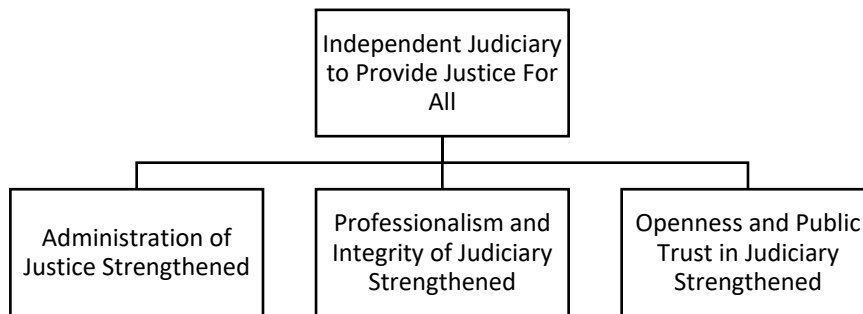 Independent Judiciary
to Provide Justice For
All
Administration of
Justice Strengthened
Professionalism and
Integrity of Judiciary
Strengthened
Openness and Public
Trust in Judiciary
Strengthened